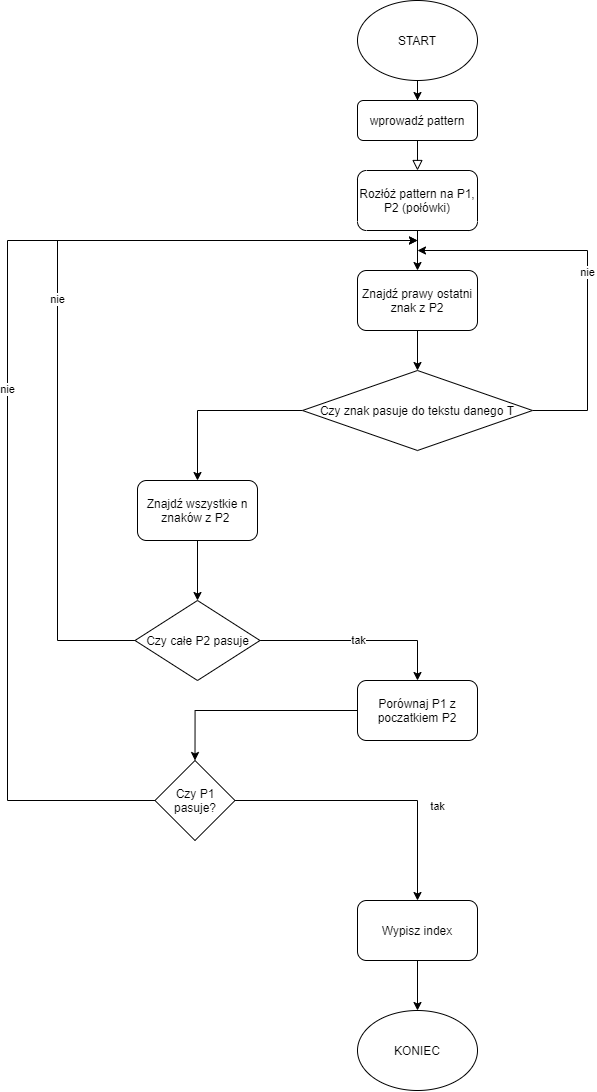 START
wprowadź pattern
Rozłóż pattern na P1,
P2 (połówki)
nie
Znajdź prawy ostatni
znak z P2
nie
nie
Czy znak pasuje do tekstu danego T
Znajdź wszystkie n
znaków z P2
Czy całe P2 pasuje
tak
Porównaj P1 z
poczatkiem P2
Czy P1
pasuje?
tak
Wypisz index
KONIEC